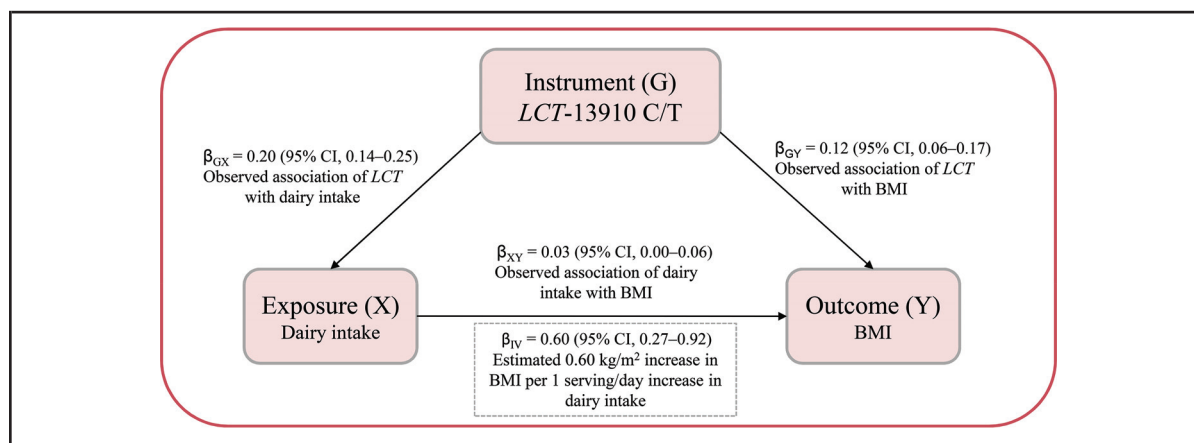 Instrument (G)
LCT-13910 C/T
β_GX = 0.20 (95% CI, 0.14–0.25)
Observed association of LCT
with dairy intake
β_GY = 0.12 (95% CI, 0.06–0.17)
Observed association of LCT
with BMI
β_XY = 0.03 (95% CI, 0.00–0.06)
Observed association of dairy
intake with BMI
Exposure (X)
Dairy intake
Outcome (Y)
BMI
β_IV = 0.60 (95% CI, 0.27–0.92)
Estimated 0.60 kg/m² increase in
BMI per 1 serving/day increase in
dairy intake